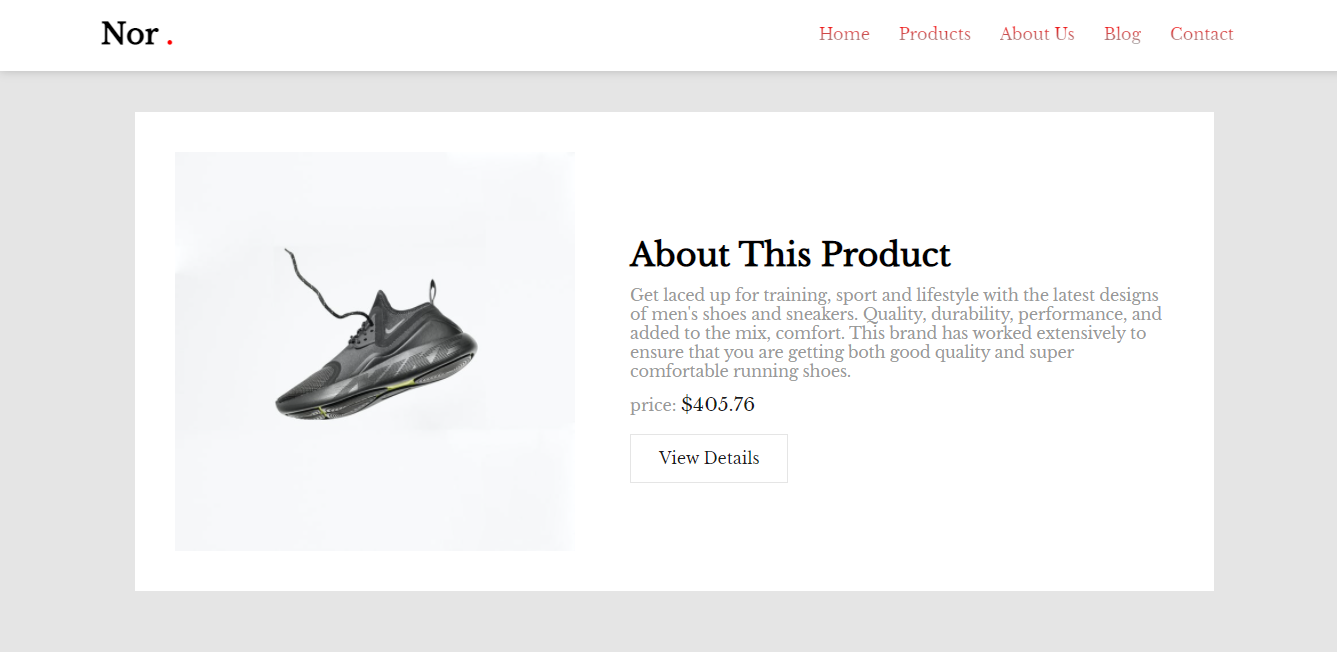 Nor .
Home Products About Us Blog Contact
About This Product
Get laced up for training, sport and lifestyle with the latest designs
of men's shoes and sneakers. Quality, durability, performance, and
added to the mix, comfort. This brand has worked extensively to
ensure that you are getting both good quality and super
comfortable running shoes.
price: $405.76
View Details